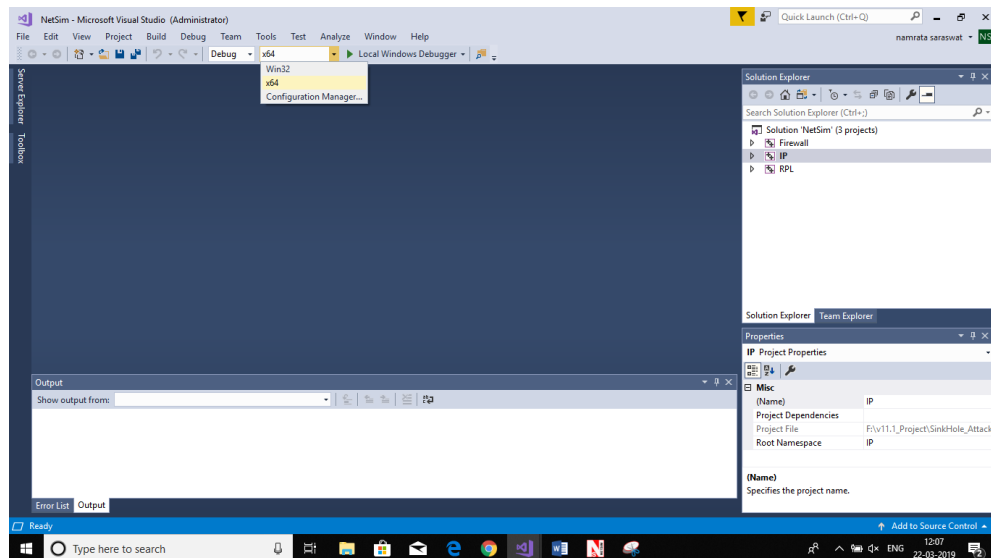 NetSim - Microsoft Visual Studio (Administrator)
Quick Launch (Ctrl+Q)
File Edit View Project Build Debug Team Tools Test Analyze Window Help
namrata saraswat NS
Debug x64 Local Windows Debugger
Win32
x64
Configuration Manager...
Server Explorer
Toolbox
Solution Explorer
Search Solution Explorer (Ctrl+;)
Solution 'NetSim' (3 projects)
Firewall
IP
RPL
Solution Explorer Team Explorer
Properties
IP Project Properties
Misc
(Name) IP
Project Dependencies
Project File F:\v11.1_Project\SinkHole_Attack
Root Namespace IP
(Name)
Specifies the project name.
Output
Show output from:
Error List Output
Ready
Add to Source Control
Type here to search
ENG
12:07
22-03-2019
2